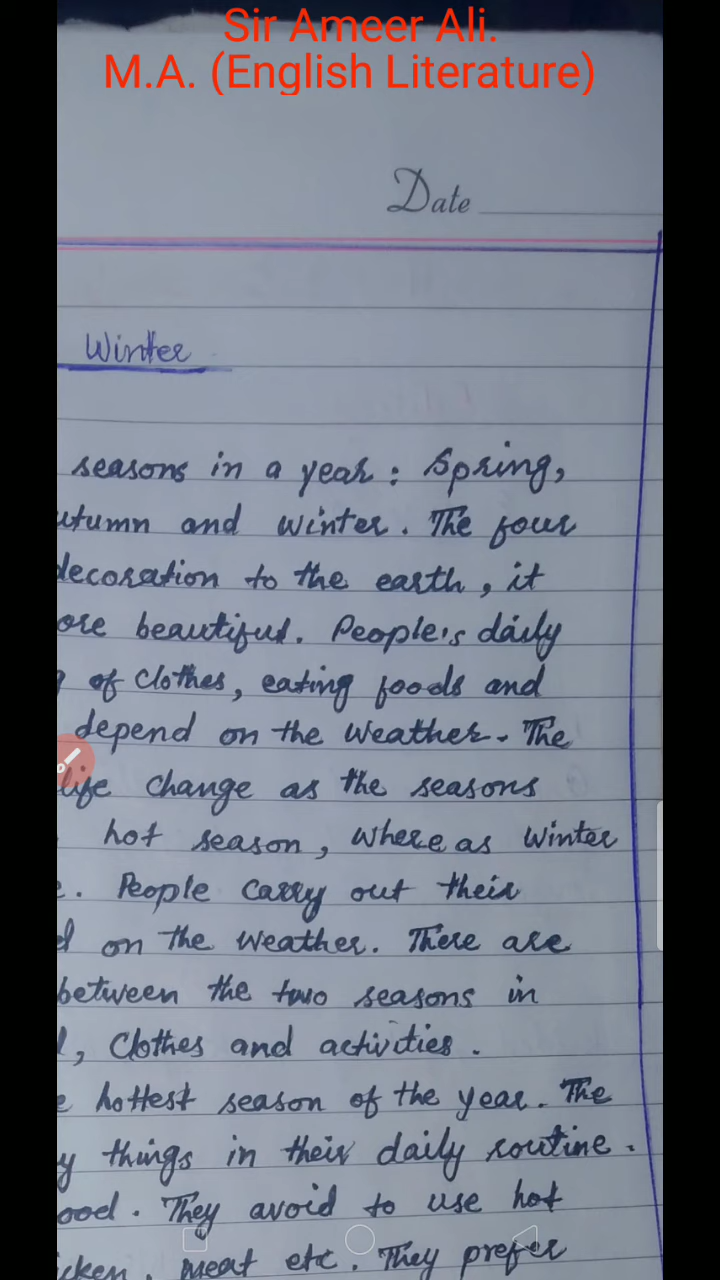 Sir Ameer Ali.
M.A. (English Literature)
Date
Winter
seasons in a year : Spring,
utumn and winter. The four
decoration to the earth, it
ore beautiful. People's daily
of clothes, eating foods and
depend on the weather. The
life change as the seasons
hot season, where as winter
e. People carry out their
on the weather. There are
between the two seasons in
, clothes and activities.
e hottest season of the year. The
y things in their daily routine.
ood. They avoid to use hot
icken, meat etc. They prefer